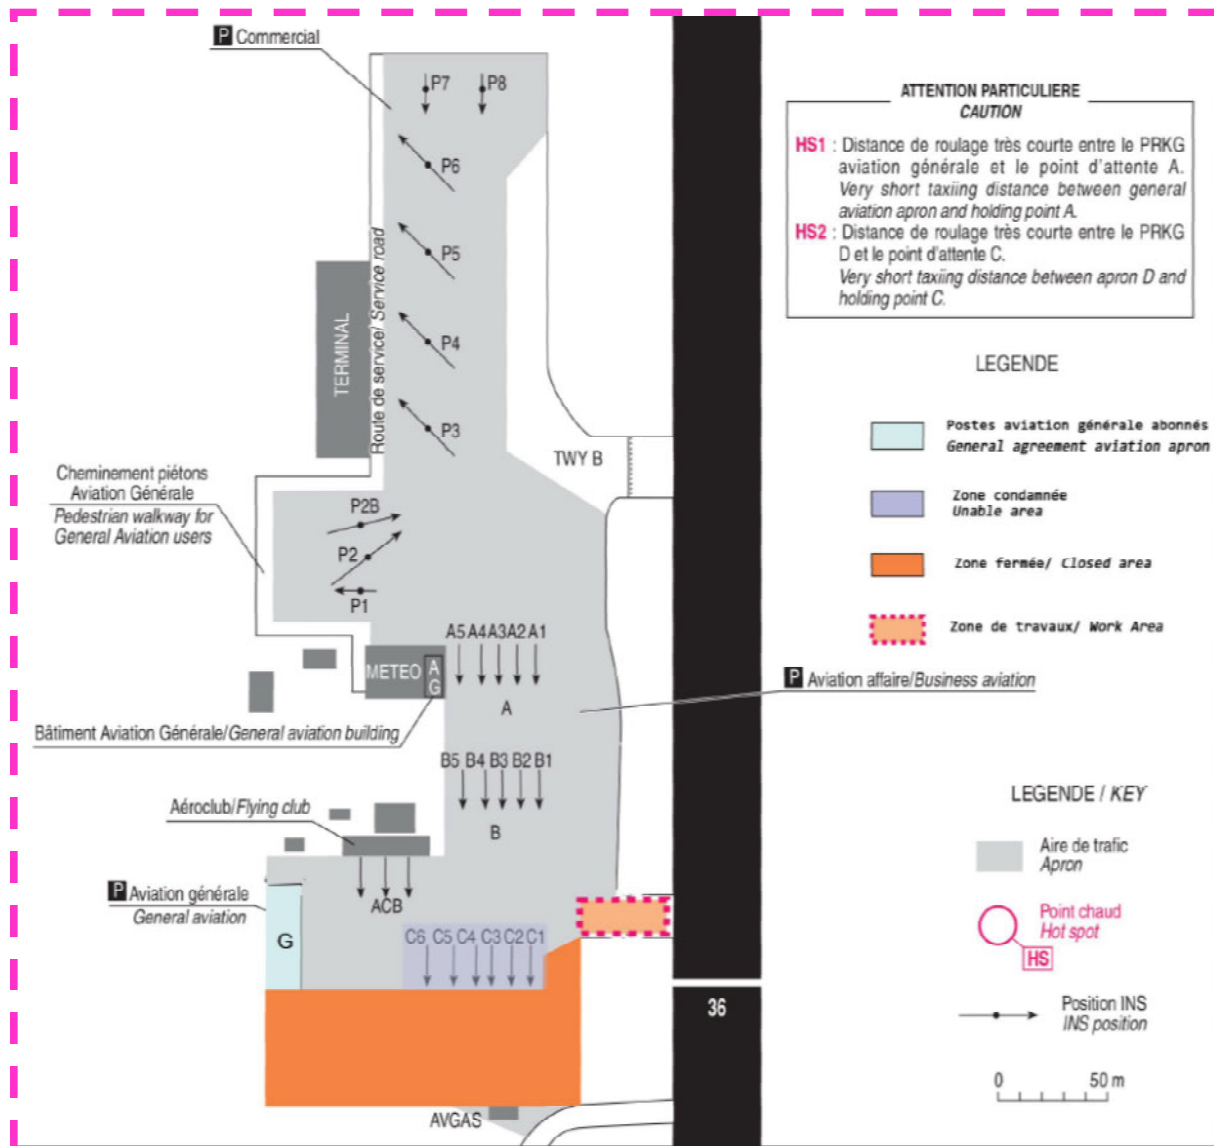 P Commercial
P7
P8
P6
P5
P4
P3
TERMINAL
Route de service/ Service road
TWY B
Cheminement piétons
Aviation Générale
Pedestrian walkway for
General Aviation users
P2B
P2
P1
A5 A4 A3 A2 A1
METEO
A
G
A
Bâtiment Aviation Générale/General aviation building
B5 B4 B3 B2 B1
B
Aéroclub/Flying club
ACB
P Aviation générale
General aviation
G
C6 C5 C4 C3 C2 C1
AVGAS
36
ATTENTION PARTICULIERE
CAUTION
HS1 : Distance de roulage très courte entre le PRKG
aviation générale et le point d'attente A.
Very short taxiing distance between general
aviation apron and holding point A.
HS2 : Distance de roulage très courte entre le PRKG
D et le point d'attente C.
Very short taxiing distance between apron D and
holding point C.
LEGENDE
Postes aviation générale abonnés
General agreement aviation apron
Zone condamnée
Unable area
Zone fermée/ Closed area
Zone de travaux/ Work Area
P Aviation affaire/Business aviation
LEGENDE / KEY
Aire de trafic
Apron
Point chaud
Hot spot
HS
Position INS
INS position
0 50 m